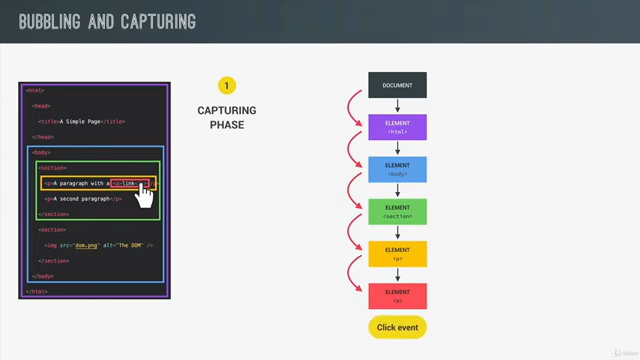 BUBBLING AND CAPTURING
<html>
<head>
<title>A Simple Page</title>
</head>
<body>
<section>
<p>A paragraph with a <a>link<
<p>A second paragraph</p>
</section>
<section>
<img src="dom.png" alt="The DOM" />
</section>
</body>
</html>
1
CAPTURING
PHASE
DOCUMENT
ELEMENT
<html>
ELEMENT
<body>
ELEMENT
<section>
ELEMENT
<p>
ELEMENT
<a>
Click event